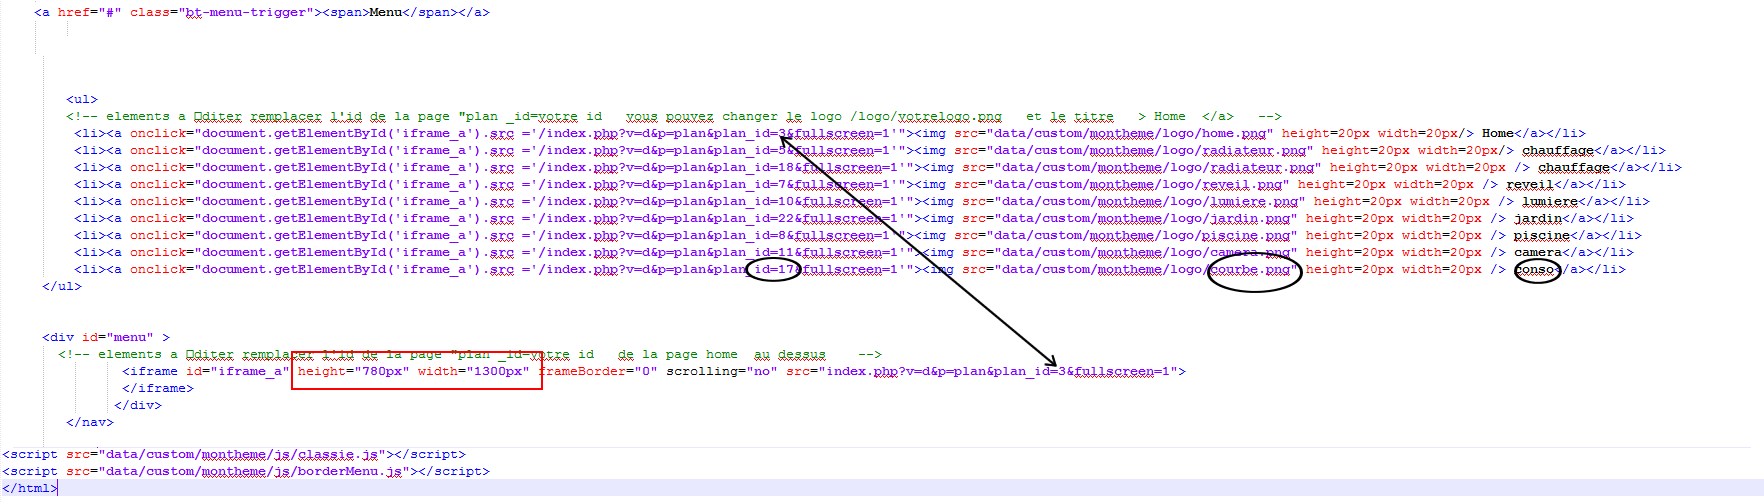 <a href="#" class="bt-menu-trigger"><span>Menu</span></a>
<ul>
<!-- elements a □diter remplacer l'id de la page "plan _id=votre id vous pouvez changer le logo /logo/votrelogo.png et le titre > Home </a> -->
<li><a onclick="document.getElementById('iframe_a').src ='/index.php?v=d&p=plan&plan_id=3&fullscreen=1'"><img src="data/custom/montheme/logo/home.png" height=20px width=20px/> Home</a></li>
<li><a onclick="document.getElementById('iframe_a').src ='/index.php?v=d&p=plan&plan_id=5&fullscreen=1'"><img src="data/custom/montheme/logo/radiateur.png" height=20px width=20px/> chauffage</a></li>
<li><a onclick="document.getElementById('iframe_a').src ='/index.php?v=d&p=plan&plan_id=18&fullscreen=1'"><img src="data/custom/montheme/logo/radiateur.png" height=20px width=20px /> chauffage</a></li>
<li><a onclick="document.getElementById('iframe_a').src ='/index.php?v=d&p=plan&plan_id=7&fullscreen=1'"><img src="data/custom/montheme/logo/reveil.png" height=20px width=20px /> reveil</a></li>
<li><a onclick="document.getElementById('iframe_a').src ='/index.php?v=d&p=plan&plan_id=10&fullscreen=1'"><img src="data/custom/montheme/logo/lumiere.png" height=20px width=20px /> lumiere</a></li>
<li><a onclick="document.getElementById('iframe_a').src ='/index.php?v=d&p=plan&plan_id=22&fullscreen=1'"><img src="data/custom/montheme/logo/jardin.png" height=20px width=20px /> jardin</a></li>
<li><a onclick="document.getElementById('iframe_a').src ='/index.php?v=d&p=plan&plan_id=8&fullscreen=1'"><img src="data/custom/montheme/logo/piscine.png" height=20px width=20px /> piscine</a></li>
<li><a onclick="document.getElementById('iframe_a').src ='/index.php?v=d&p=plan&plan_id=11&fullscreen=1'"><img src="data/custom/montheme/logo/camera.png" height=20px width=20px /> camera</a></li>
<li><a onclick="document.getElementById('iframe_a').src ='/index.php?v=d&p=plan&plan_id=17&fullscreen=1'"><img src="data/custom/montheme/logo/courbe.png" height=20px width=20px /> conso</a></li>
</ul>
<div id="menu" >
<!-- elements a □diter remplacer l'id de la page "plan _id=votre id de la page home au dessus -->
<iframe id="iframe_a" height="780px" width="1300px" frameBorder="0" scrolling="no" src="index.php?v=d&p=plan&plan_id=3&fullscreen=1">
</iframe>
</div>
</nav>
<script src="data/custom/montheme/js/classie.js"></script>
<script src="data/custom/montheme/js/borderMenu.js"></script>
</html>